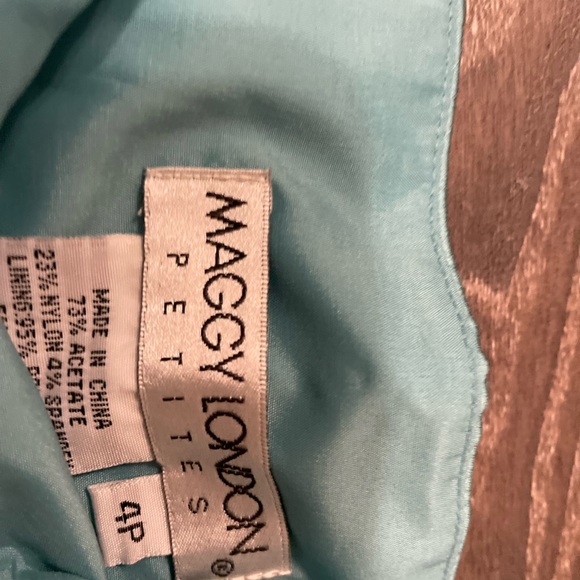 MAGGY LONDON®
PETITES
4P
MADE IN CHINA
73% ACETATE
23% NYLON 4%
LINING:95%